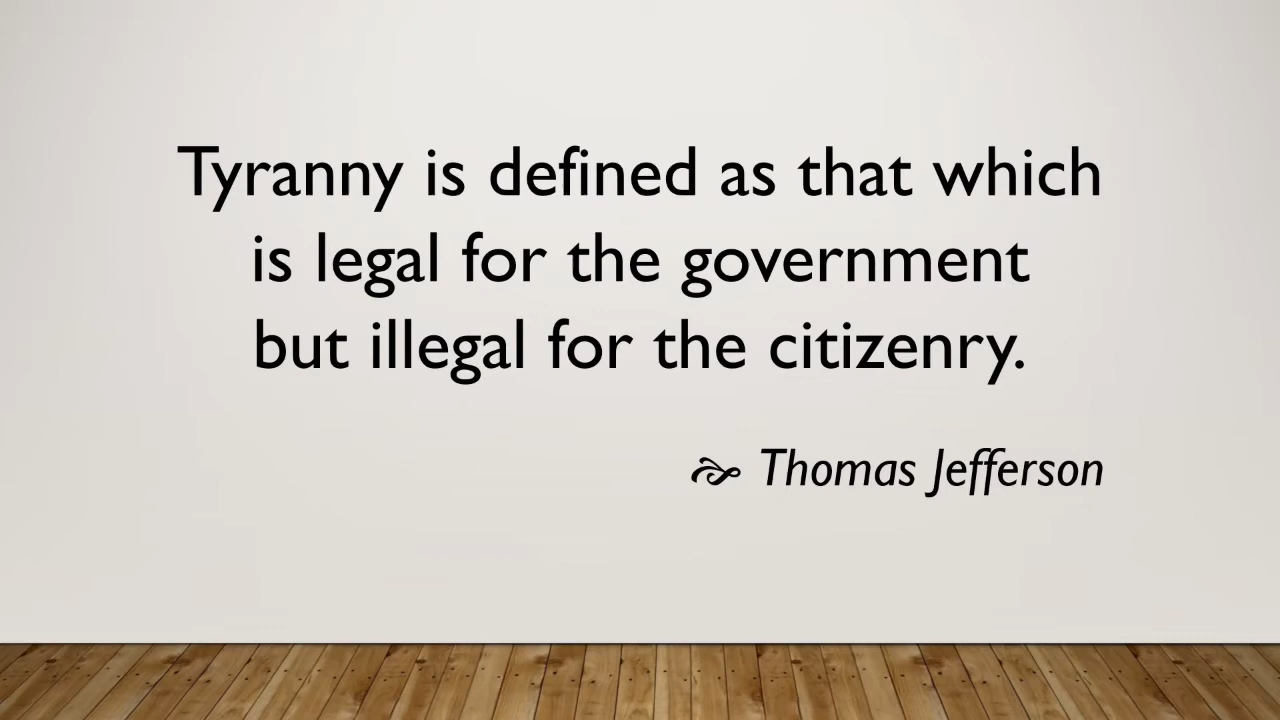 Tyranny is defined as that which
is legal for the government
but illegal for the citizenry.
Thomas Jefferson